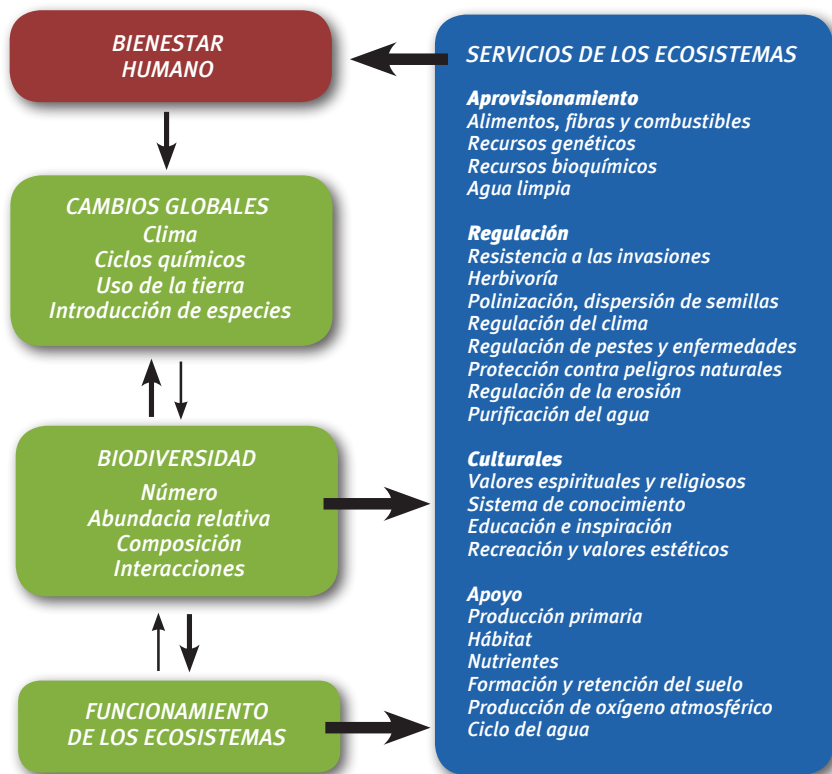 BIENESTAR
HUMANO
CAMBIOS GLOBALES
Clima
Ciclos químicos
Uso de la tierra
Introducción de especies
BIODIVERSIDAD
Número
Abundacia relativa
Composición
Interacciones
FUNCIONAMIENTO
DE LOS ECOSISTEMAS
SERVICIOS DE LOS ECOSISTEMAS
Aprovisionamiento
Alimentos, fibras y combustibles
Recursos genéticos
Recursos bioquímicos
Agua limpia
Regulación
Resistencia a las invasiones
Herbivoría
Polinización, dispersión de semillas
Regulación del clima
Regulación de pestes y enfermedades
Protección contra peligros naturales
Regulación de la erosión
Purificación del agua
Culturales
Valores espirituales y religiosos
Sistema de conocimiento
Educación e inspiración
Recreación y valores estéticos
Apoyo
Producción primaria
Hábitat
Nutrientes
Formación y retención del suelo
Producción de oxígeno atmosférico
Ciclo del agua